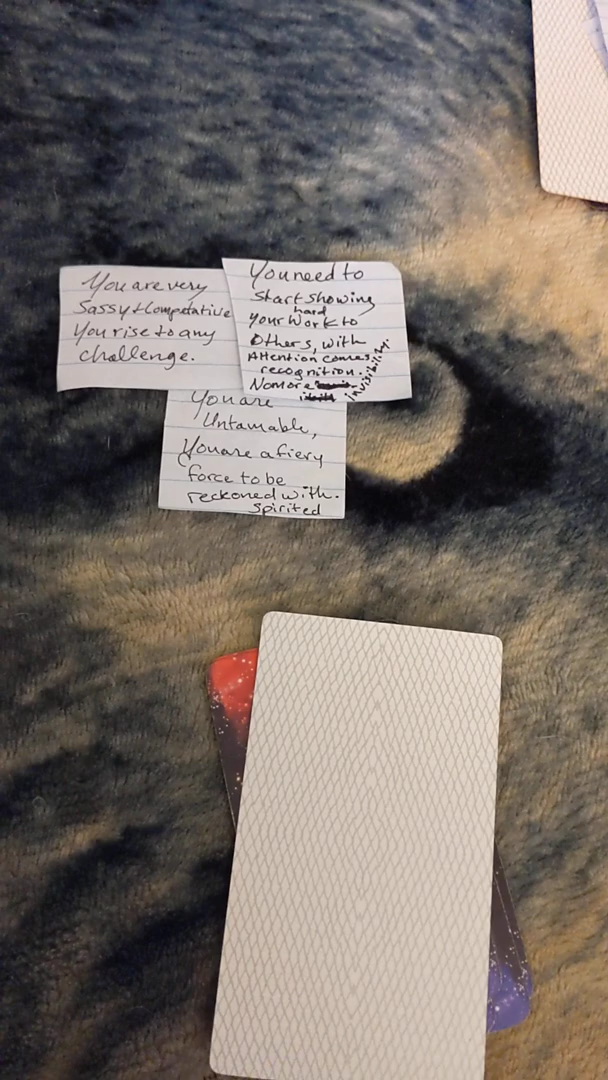 You are very
Sassy + Competative
You rise to any
challenge.
You need to
start showing
hard
your work to
others, with
Attention comes
recognition.
No more
invisibility.
You are
Untamable,
You are a fiery
force to be
reckoned with.
spirited